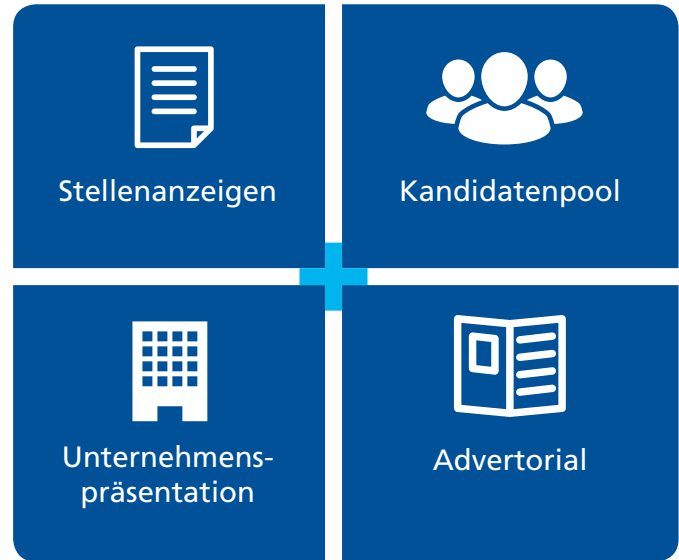 Stellenanzeigen
Kandidatenpool
Unternehmens-
präsentation
Advertorial